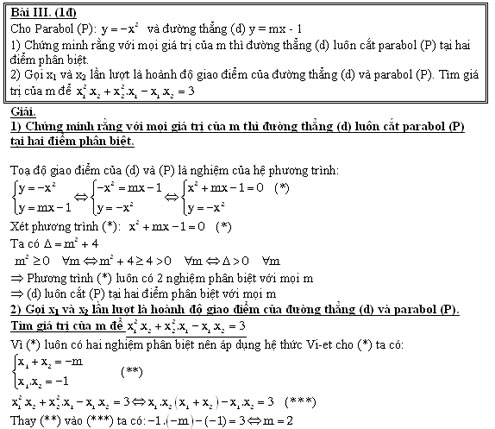 Bài III. (1đ)
Cho Parabol (P): y = −x² và đường thẳng (d) y = mx - 1
1) Chứng minh rằng với mọi giá trị của m thì đường thẳng (d) luôn cắt parabol (P) tại hai
điểm phân biệt.
2) Gọi x₁ và x₂ lần lượt là hoành độ giao điểm của đường thẳng (d) và parabol (P). Tìm giá
trị của m để x₁²x₂ + x₂²x₁ − x₁x₂ = 3
Giải.
1) Chứng minh rằng với mọi giá trị của m thì đường thẳng (d) luôn cắt parabol (P)
tại hai điểm phân biệt.
Toạ độ giao điểm của (d) và (P) là nghiệm của hệ phương trình:
{y = −x² ⇔ {−x² = mx − 1 ⇔ {x² + mx − 1 = 0 (*)
{y = mx − 1 {y = −x² {y = −x²
Xét phương trình (*): x² + mx − 1 = 0 (*)
Ta có Δ = m² + 4
m² ≥ 0 ∀m ⇔ m² + 4 ≥ 4 > 0 ∀m ⇔ Δ > 0 ∀m
⇒ Phương trình (*) luôn có 2 nghiệm phân biệt với mọi m
⇒ (d) luôn cắt (P) tại hai điểm phân biệt với mọi m
2) Gọi x₁ và x₂ lần lượt là hoành độ giao điểm của đường thẳng (d) và parabol (P).
Tìm giá trị của m để x₁²x₂ + x₂².x₁ − x₁x₂ = 3
Vì (*) luôn có hai nghiệm phân biệt nên áp dụng hệ thức Vi-et cho (*) ta có:
{x₁ + x₂ = −m
{x₁.x₂ = −1 (**)
x₁²x₂ + x₂².x₁ − x₁x₂ = 3 ⇔ x₁.x₂(x₁ + x₂) − x₁.x₂ = 3 (***)
Thay (**) vào (***) ta có: −1.(−m) − (−1) = 3 ⇔ m = 2